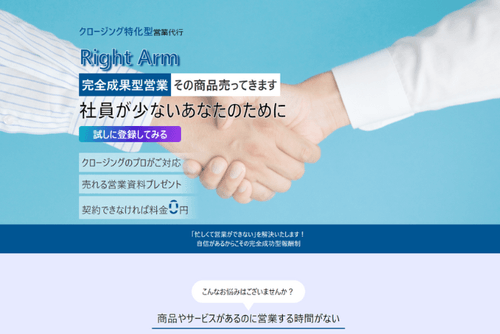 クロージング特化型営業代行
Right Arm
完全成果型営業 その商品売ってきます
社員が少ないあなたのために
試しに登録してみる
クロージングのプロがご対応
売れる営業資料プレゼント
契約できなければ料金0円
「忙しくて営業ができない」を解決いたします！
自信があるからこその完全成功型報酬制
こんなお悩みはございませんか？
商品やサービスがあるのに営業する時間がない